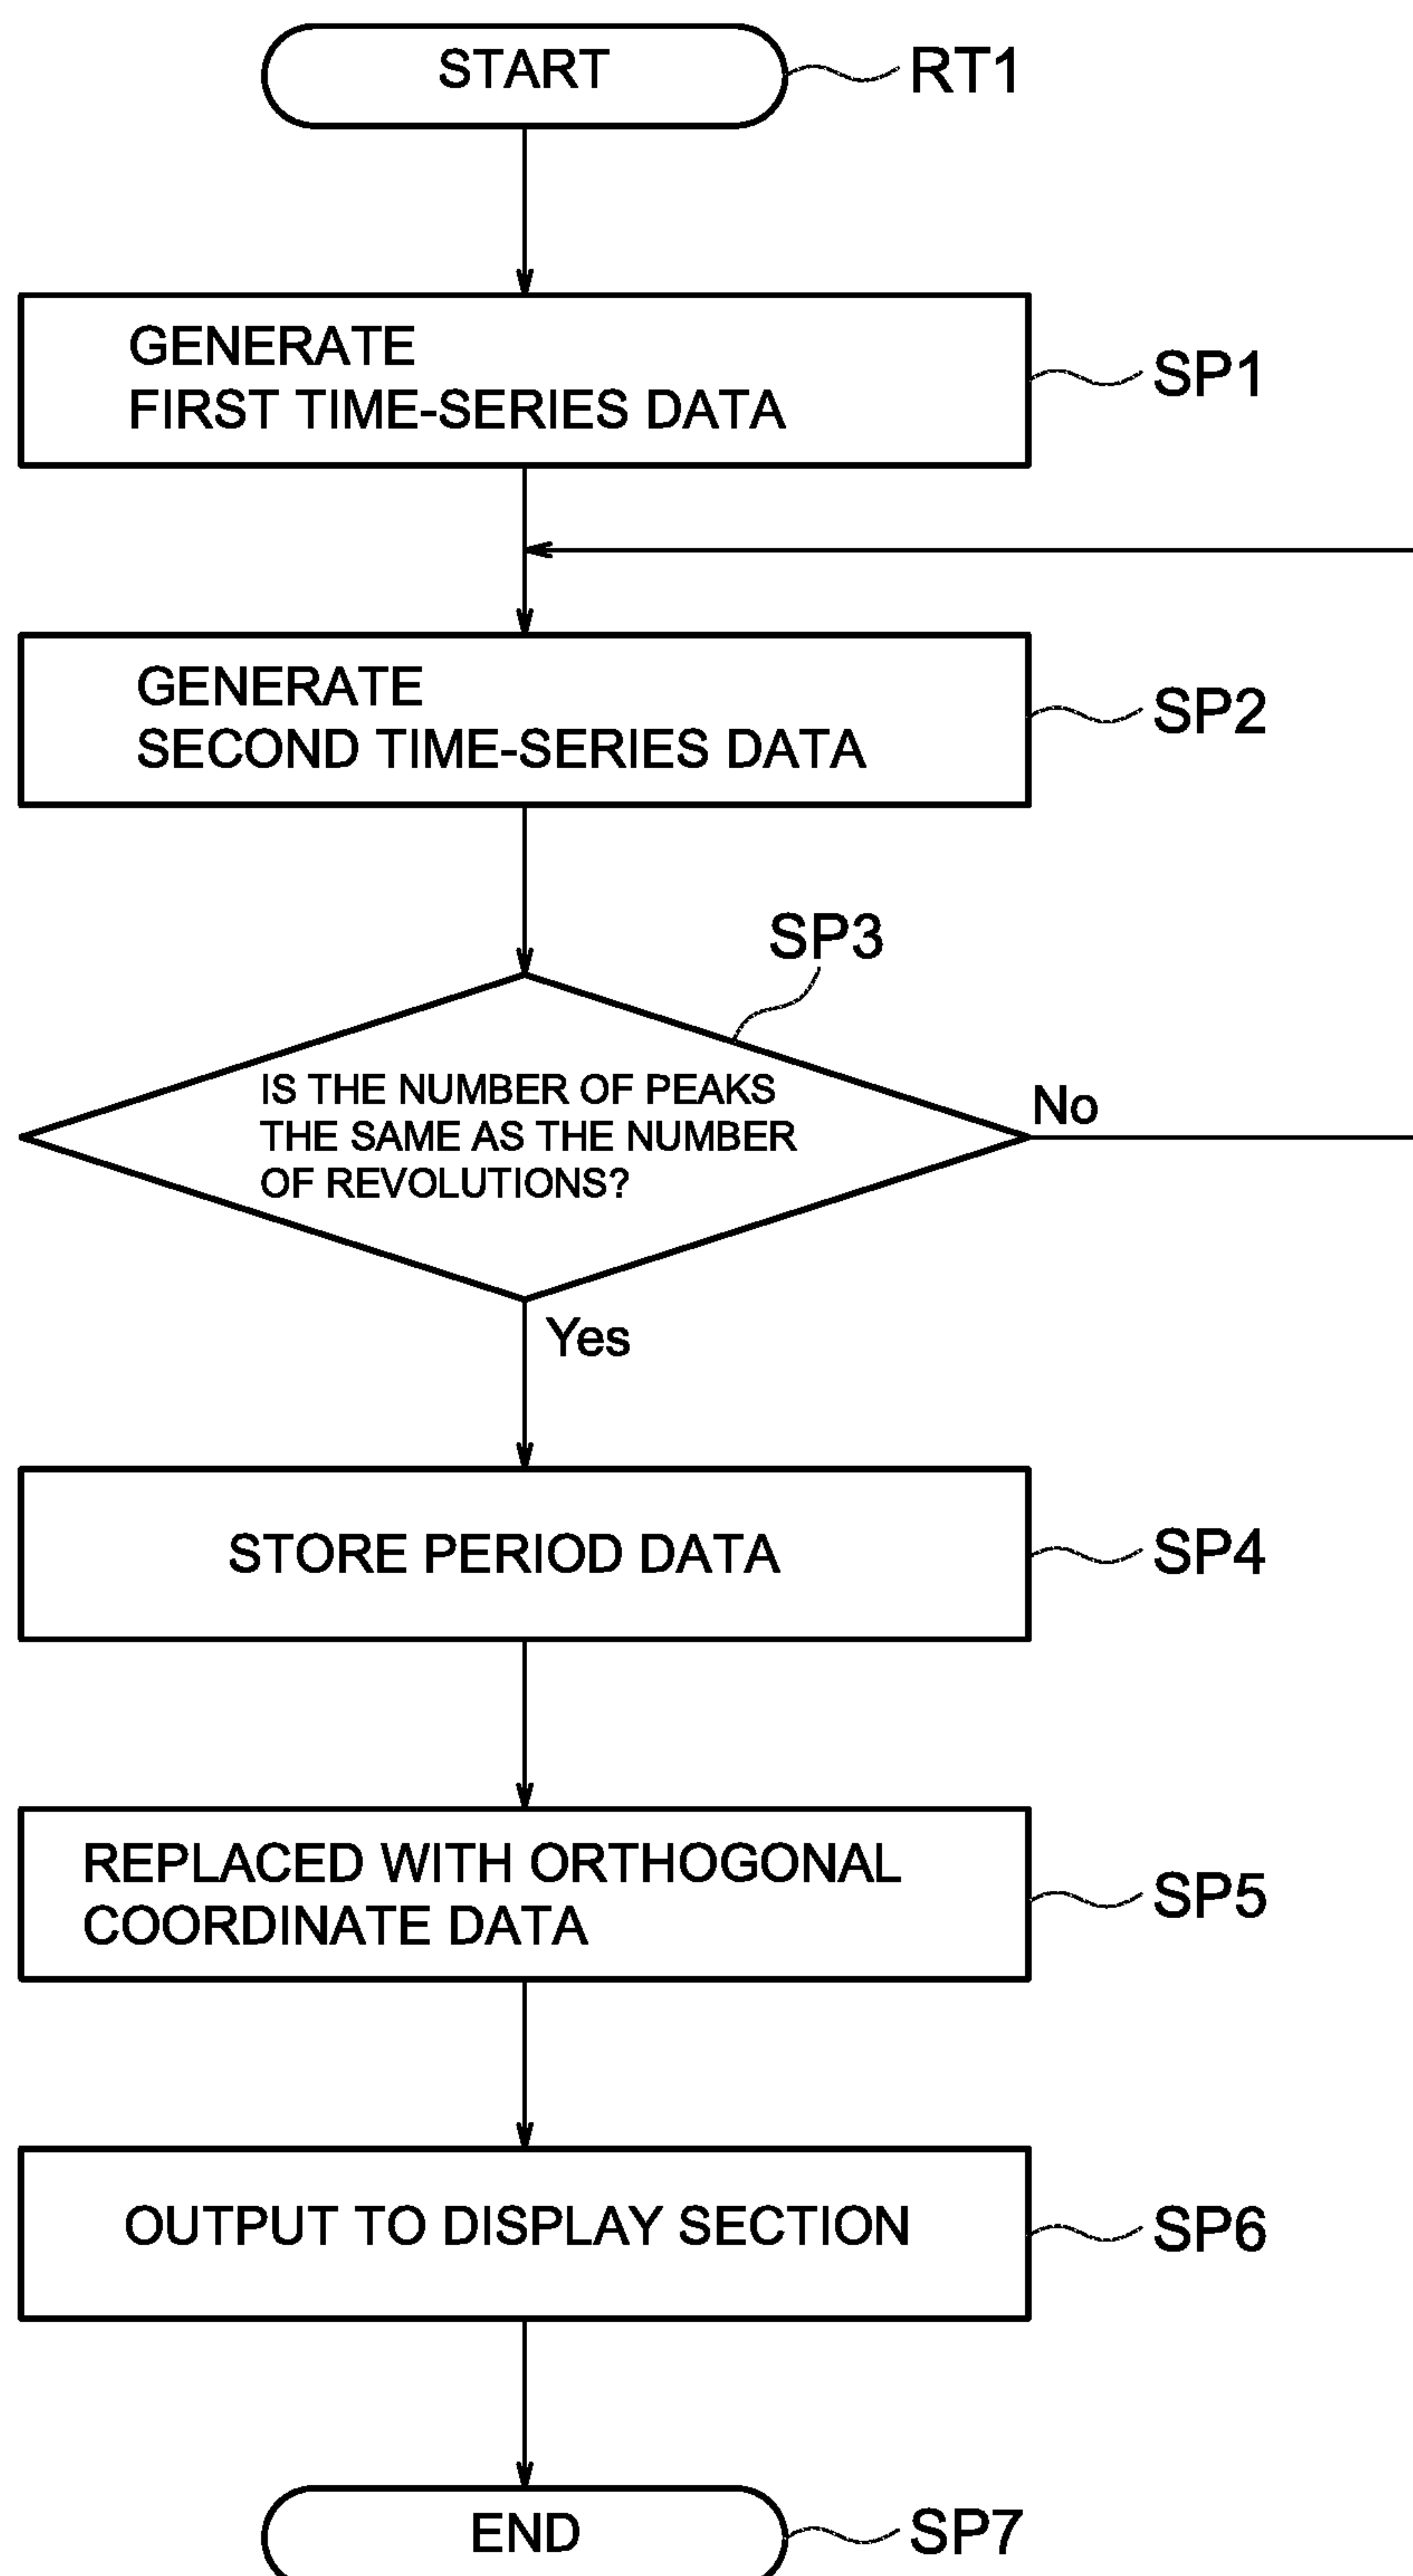 START
RT1
GENERATE
FIRST TIME-SERIES DATA
SP1
GENERATE
SECOND TIME-SERIES DATA
SP2
SP3
IS THE NUMBER OF PEAKS
THE SAME AS THE NUMBER
OF REVOLUTIONS?
No
Yes
STORE PERIOD DATA
SP4
REPLACED WITH ORTHOGONAL
COORDINATE DATA
SP5
OUTPUT TO DISPLAY SECTION
SP6
END
SP7